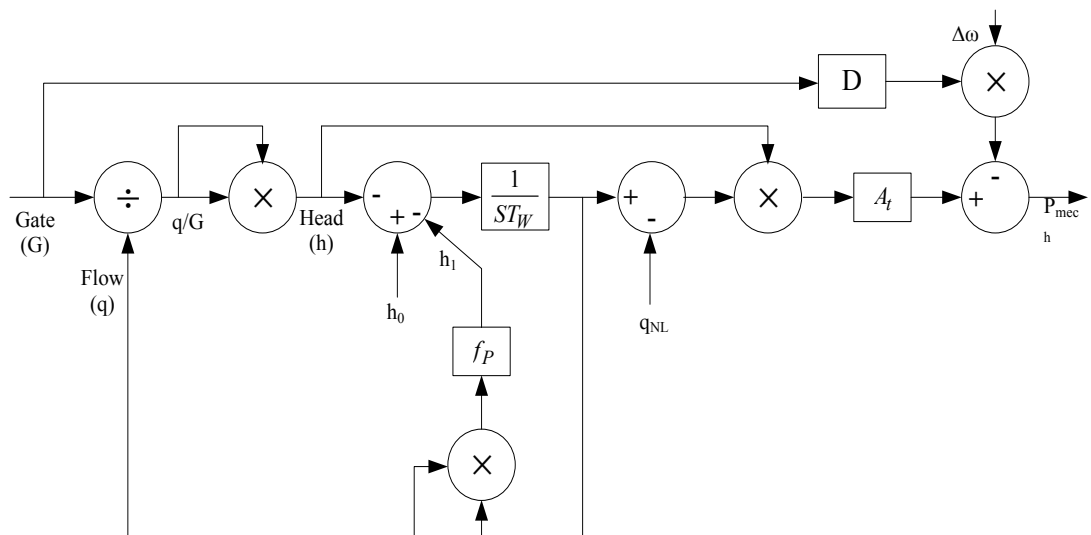 Δω
D
×
÷
×
1
STW
+
-
×
At
+
-
Pmec
h
Gate
(G)
q/G
Head
(h)
-
+
-
Flow
(q)
h1
h0
qNL
fP
×